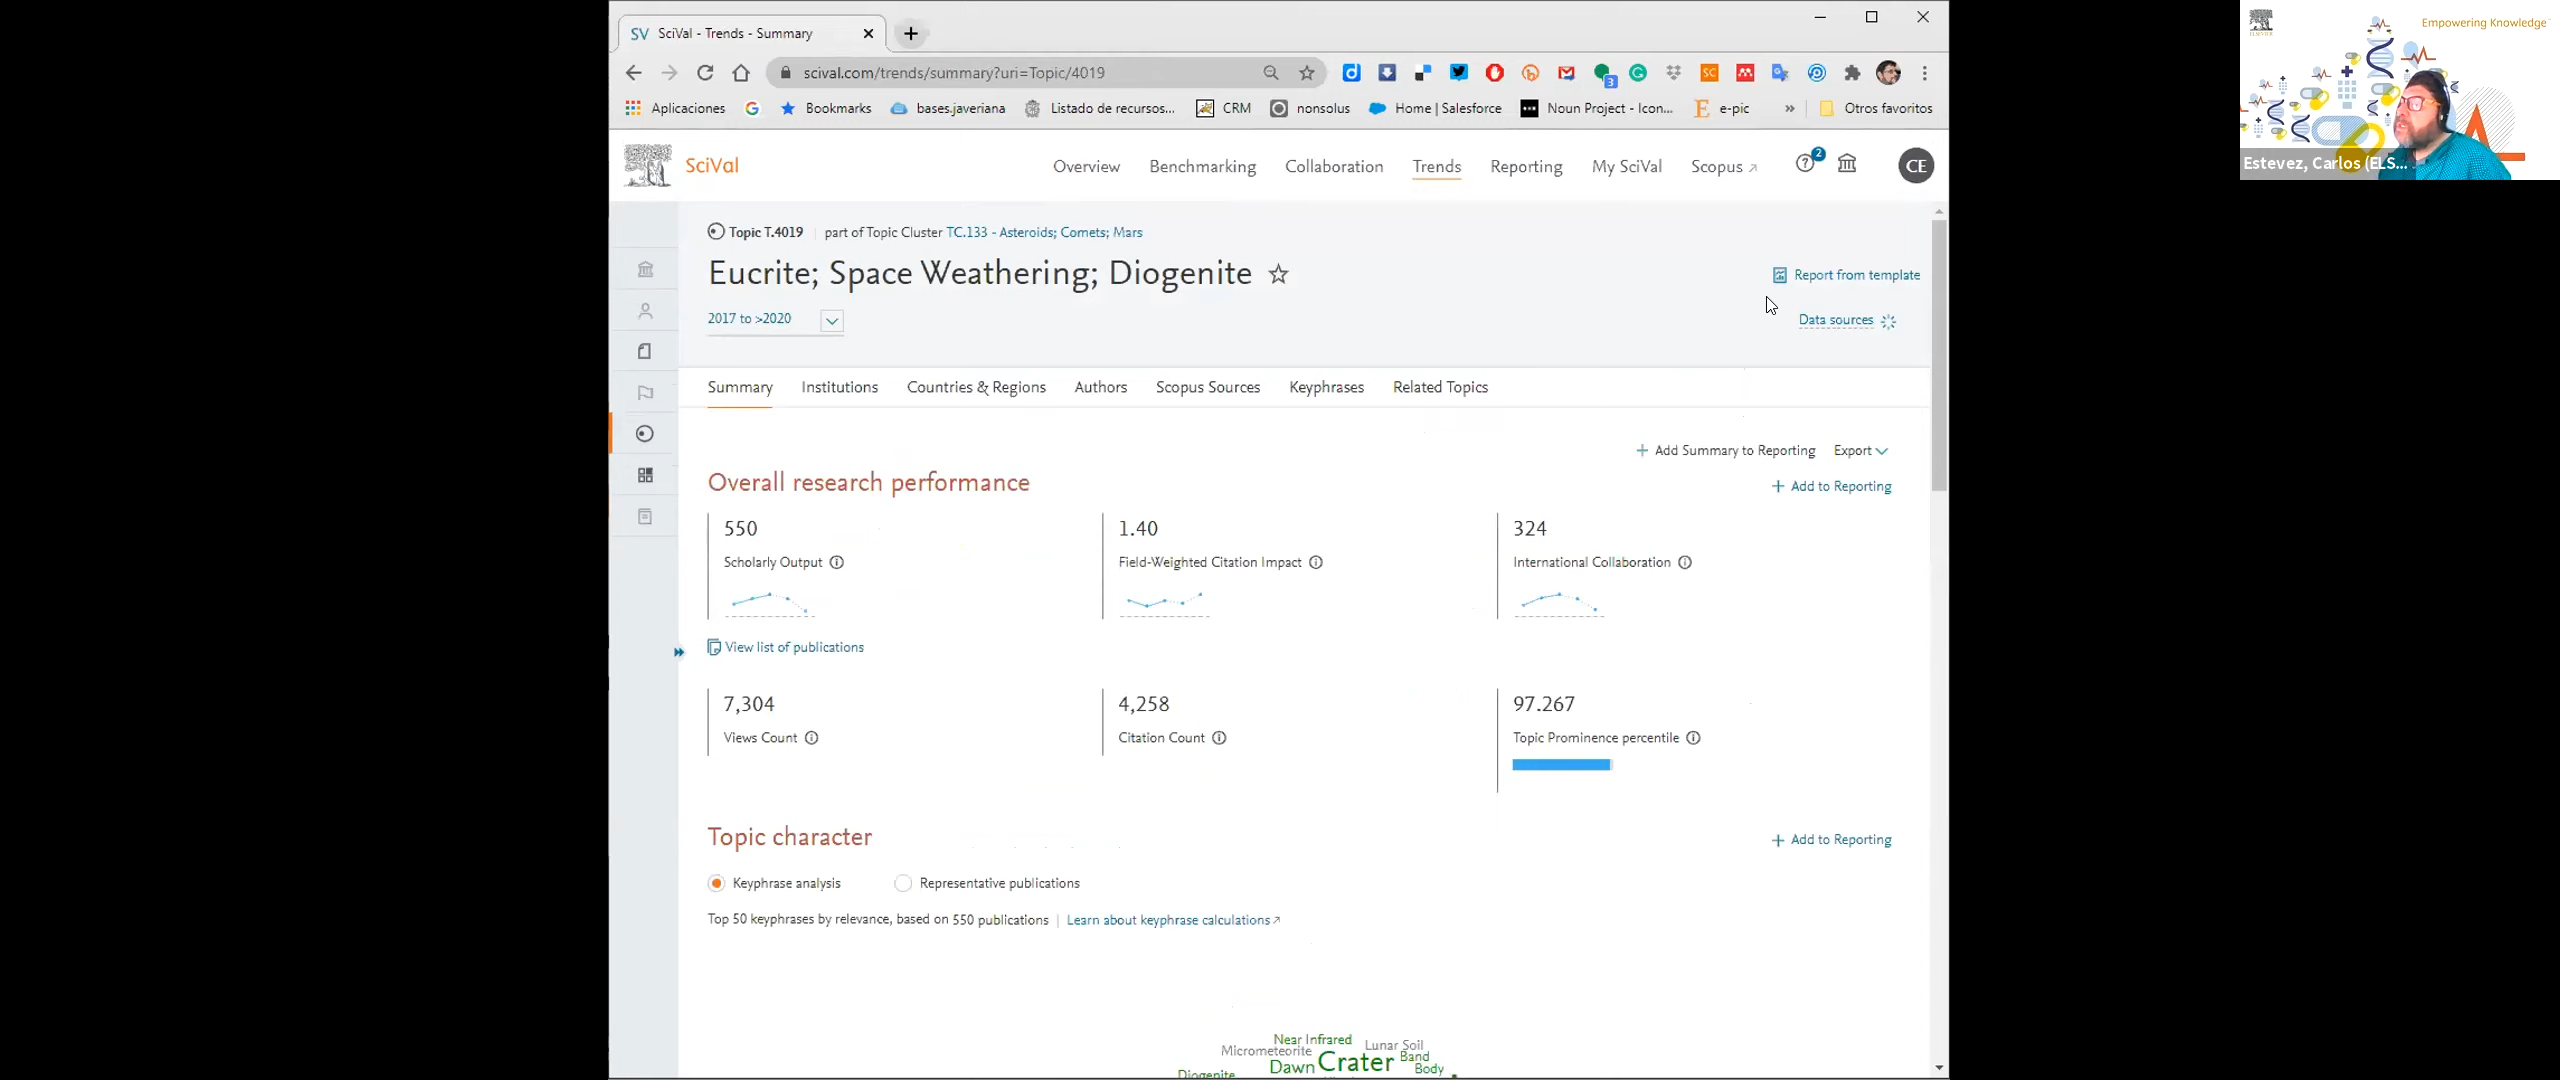 SciVal - Trends - Summary
scival.com/trends/summary?uri=Topic/4019
Aplicaciones
Bookmarks
bases.javeriana
Listado de recursos...
CRM
nonsolus
Home | Salesforce
Noun Project - Icon...
e-pic
»
Otros favoritos
SciVal
Overview
Benchmarking
Collaboration
Trends
Reporting
My SciVal
Scopus
2
CE
Topic T.4019 | part of Topic Cluster TC.133 - Asteroids; Comets; Mars
Eucrite; Space Weathering; Diogenite
Report from template
2017 to >2020
Data sources
Summary
Institutions
Countries & Regions
Authors
Scopus Sources
Keyphrases
Related Topics
+ Add Summary to Reporting
Export
Overall research performance
+ Add to Reporting
550
Scholarly Output
1.40
Field-Weighted Citation Impact
324
International Collaboration
View list of publications
7,304
Views Count
4,258
Citation Count
97.267
Topic Prominence percentile
Topic character
+ Add to Reporting
Keyphrase analysis
Representative publications
Top 50 keyphrases by relevance, based on 550 publications | Learn about keyphrase calculations
Near Infrared
Micrometeorite
Lunar Soil
Dawn
Crater
Band
Body
Diogenite
Empowering Knowledge
Estevez, Carlos (ELS...